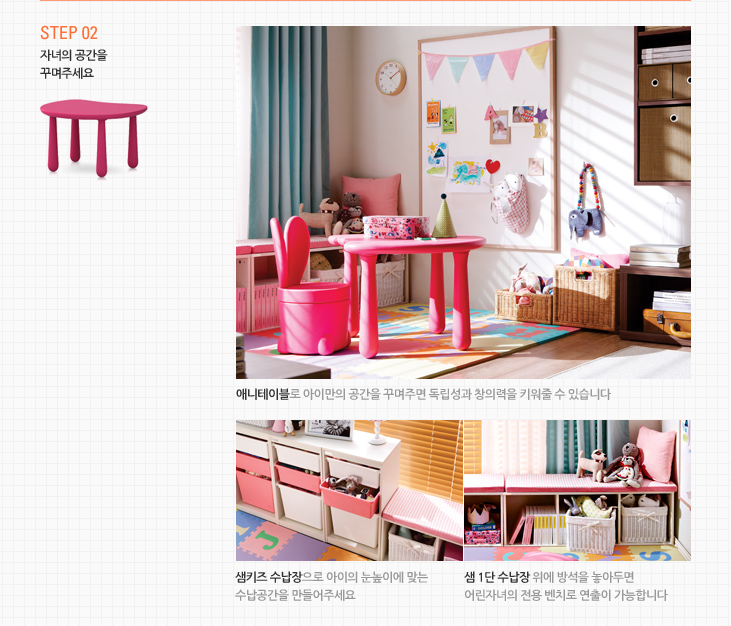 STEP 02
자녀의 공간을
꾸며주세요
애니테이블로 아이만의 공간을 꾸며주면 독립성과 창의력을 키워줄 수 있습니다
샘키즈 수납장으로 아이의 눈높이에 맞는
수납공간을 만들어주세요
샘 1단 수납장 위에 방석을 놓아두면
어린자녀의 전용 벤치로 연출이 가능합니다